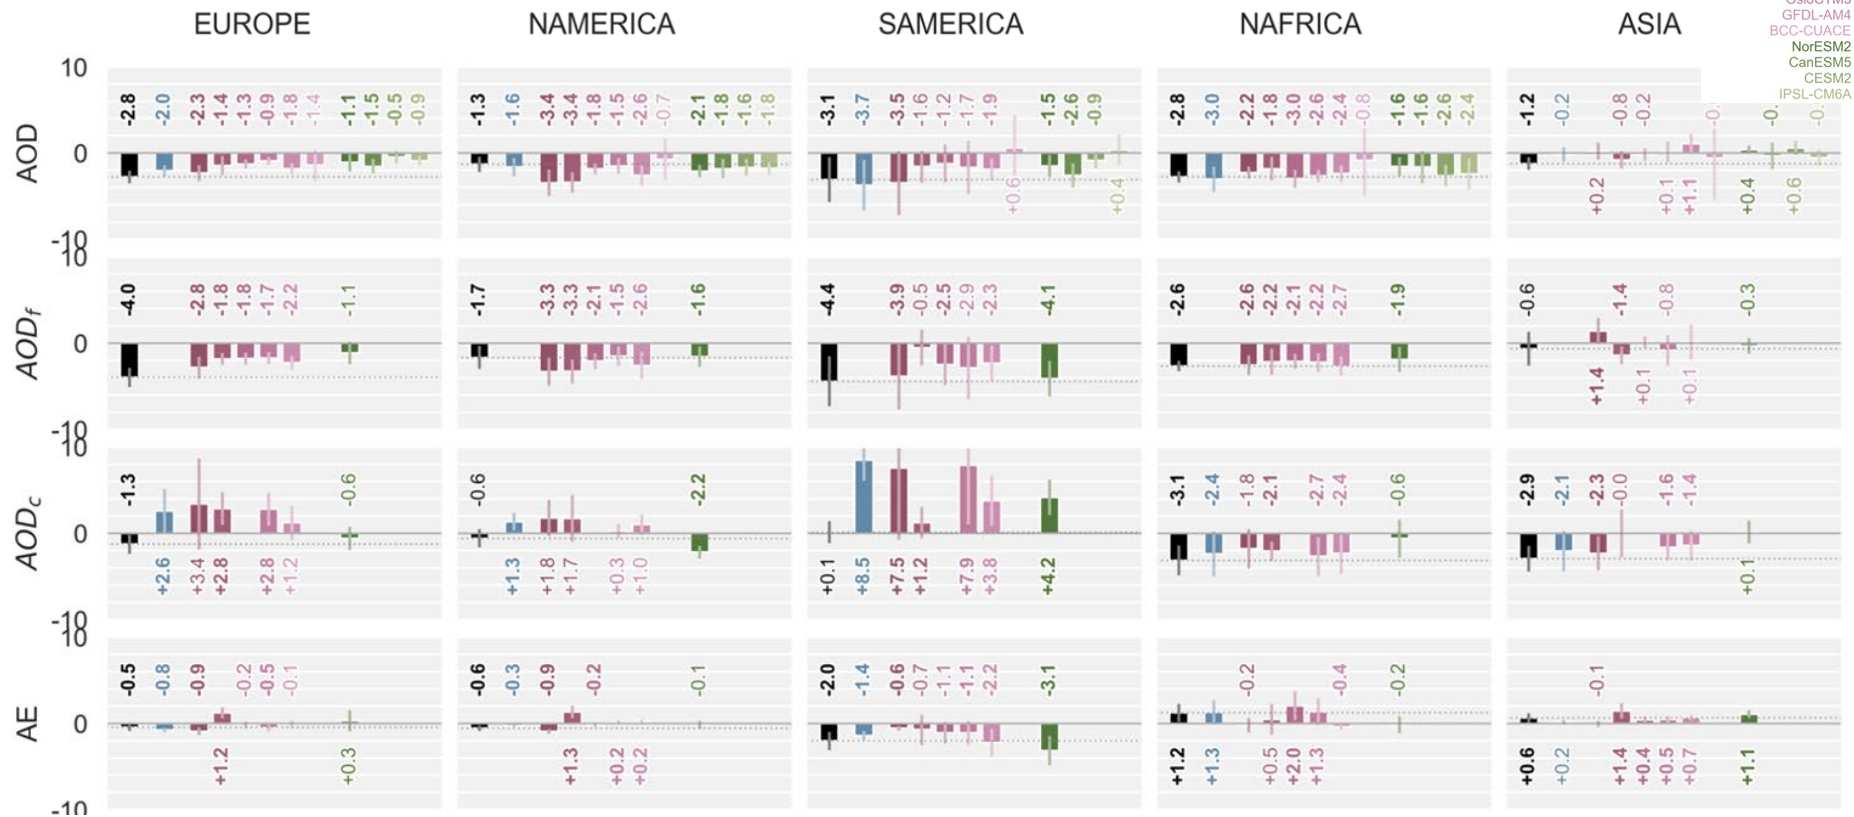 EUROPE NAMERICA SAMERICA NAFRICA ASIA
GFDL-AM4
BCC-CUACE
NorESM2
CanESM5
CESM2
IPSL-CM6A
10
AOD
0
-10
-2.8 -2.0 -2.3 -1.4 -1.3 -0.9 -1.8 -1.4 -1.1 -1.5 -0.5 -0.9
-1.3 -1.6 -3.4 -3.4 -1.8 -1.5 -2.6 -0.7 -2.1 -1.8 -1.6 -1.8
-3.1 -3.7 -3.5 -1.6 -1.2 -1.7 -1.9 -1.5 -2.6 -0.9
+0.6 +0.4
-2.8 -3.0 -2.2 -1.8 -3.0 -2.6 -2.4 -0.8 -1.6 -1.6 -2.6 -2.4
-1.2 -0.2 -0.8 -0.2
+0.2 +0.1 +1.1 +0.4 +0.6
10
AODf
0
-10
-4.0 -2.8 -1.8 -1.8 -1.7 -2.2 -1.1
-1.7 -3.3 -3.3 -2.1 -1.5 -2.6 -1.6
-4.4 -3.9 -0.5 -2.5 -2.9 -2.3 -4.1
-2.6 -2.6 -2.2 -2.1 -2.2 -2.7 -1.9
-0.6 -1.4 -0.8 -0.3
+1.4 +0.1 +0.1
10
AODc
0
-10
-1.3 -0.6
+2.6 +3.4 +2.8 +2.8 +1.2
-0.6 -2.2
+1.3 +1.8 +1.7 +0.3 +1.0
+0.1 +8.5 +7.5 +1.2 +7.9 +3.8 +4.2
-3.1 -2.4 -1.8 -2.1 -2.7 -2.4 -0.6
-2.9 -2.1 -2.3 -0.0 -1.6 -1.4
+0.1
10
AE
0
-10
-0.5 -0.8 -0.9 -0.2 -0.5 -0.1
+1.2 +0.3
-0.6 -0.3 -0.9 -0.2 -0.1
+1.3 +0.2 +0.2
-2.0 -1.4 -0.6 -0.7 -1.1 -1.1 -2.2 -3.1
-0.2 -0.4 -0.2
+1.2 +1.3 +0.5 +2.0 +1.3
-0.1
+0.6 +0.2 +1.4 +0.4 +0.5 +0.7 +1.1